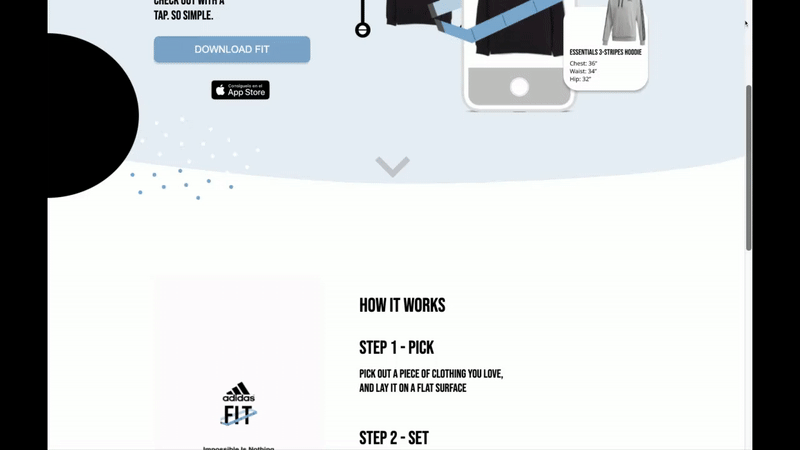 CHECK OUT WITH A
TAP. SO SIMPLE.
DOWNLOAD FIT
Consíguelo en el
App Store
ESSENTIALS 3-STRIPES HOODIE
Chest: 36"
Waist: 34"
Hip: 32"
HOW IT WORKS
STEP 1 - PICK
PICK OUT A PIECE OF CLOTHING YOU LOVE,
AND LAY IT ON A FLAT SURFACE
adidas
FIT
Impossible Is Nothing
STEP 2 - SET